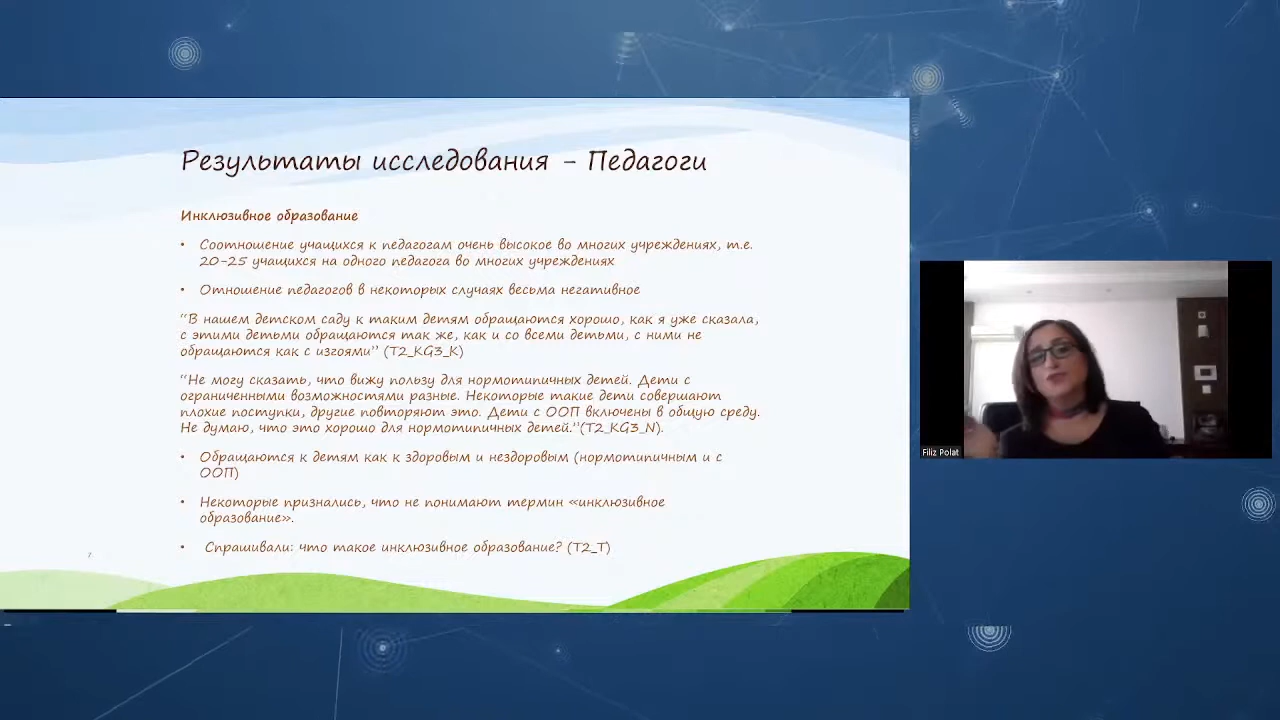 Результаты исследования - Педагоги
Инклюзивное образование
• Соотношение учащихся к педагогам очень высокое во многих учреждениях, т.е.
20-25 учащихся на одного педагога во многих учреждениях
• Отношение педагогов в некоторых случаях весьма негативное
"В нашем детском саду к таким детям обращаются хорошо, как я уже сказала,
с этими детьми обращаются так же, как и со всеми детьми, с ними не
обращаются как с изгоями" (T2_KG3_K)
"Не могу сказать, что вижу пользу для нормотипичных детей. Дети с
ограниченными возможностями разные. Некоторые такие дети совершают
плохие поступки, другие повторяют это. Дети с ООП включены в общую среду.
Не думаю, что это хорошо для нормотипичных детей."(T2_KG3_N).
• Обращаются к детям как к здоровым и нездоровым (нормотипичным и с
ООП)
• Некоторые признались, что не понимают термин «инклюзивное
образование».
• Спрашивали: что такое инклюзивное образование? (T2_T)
7
Filiz Polat